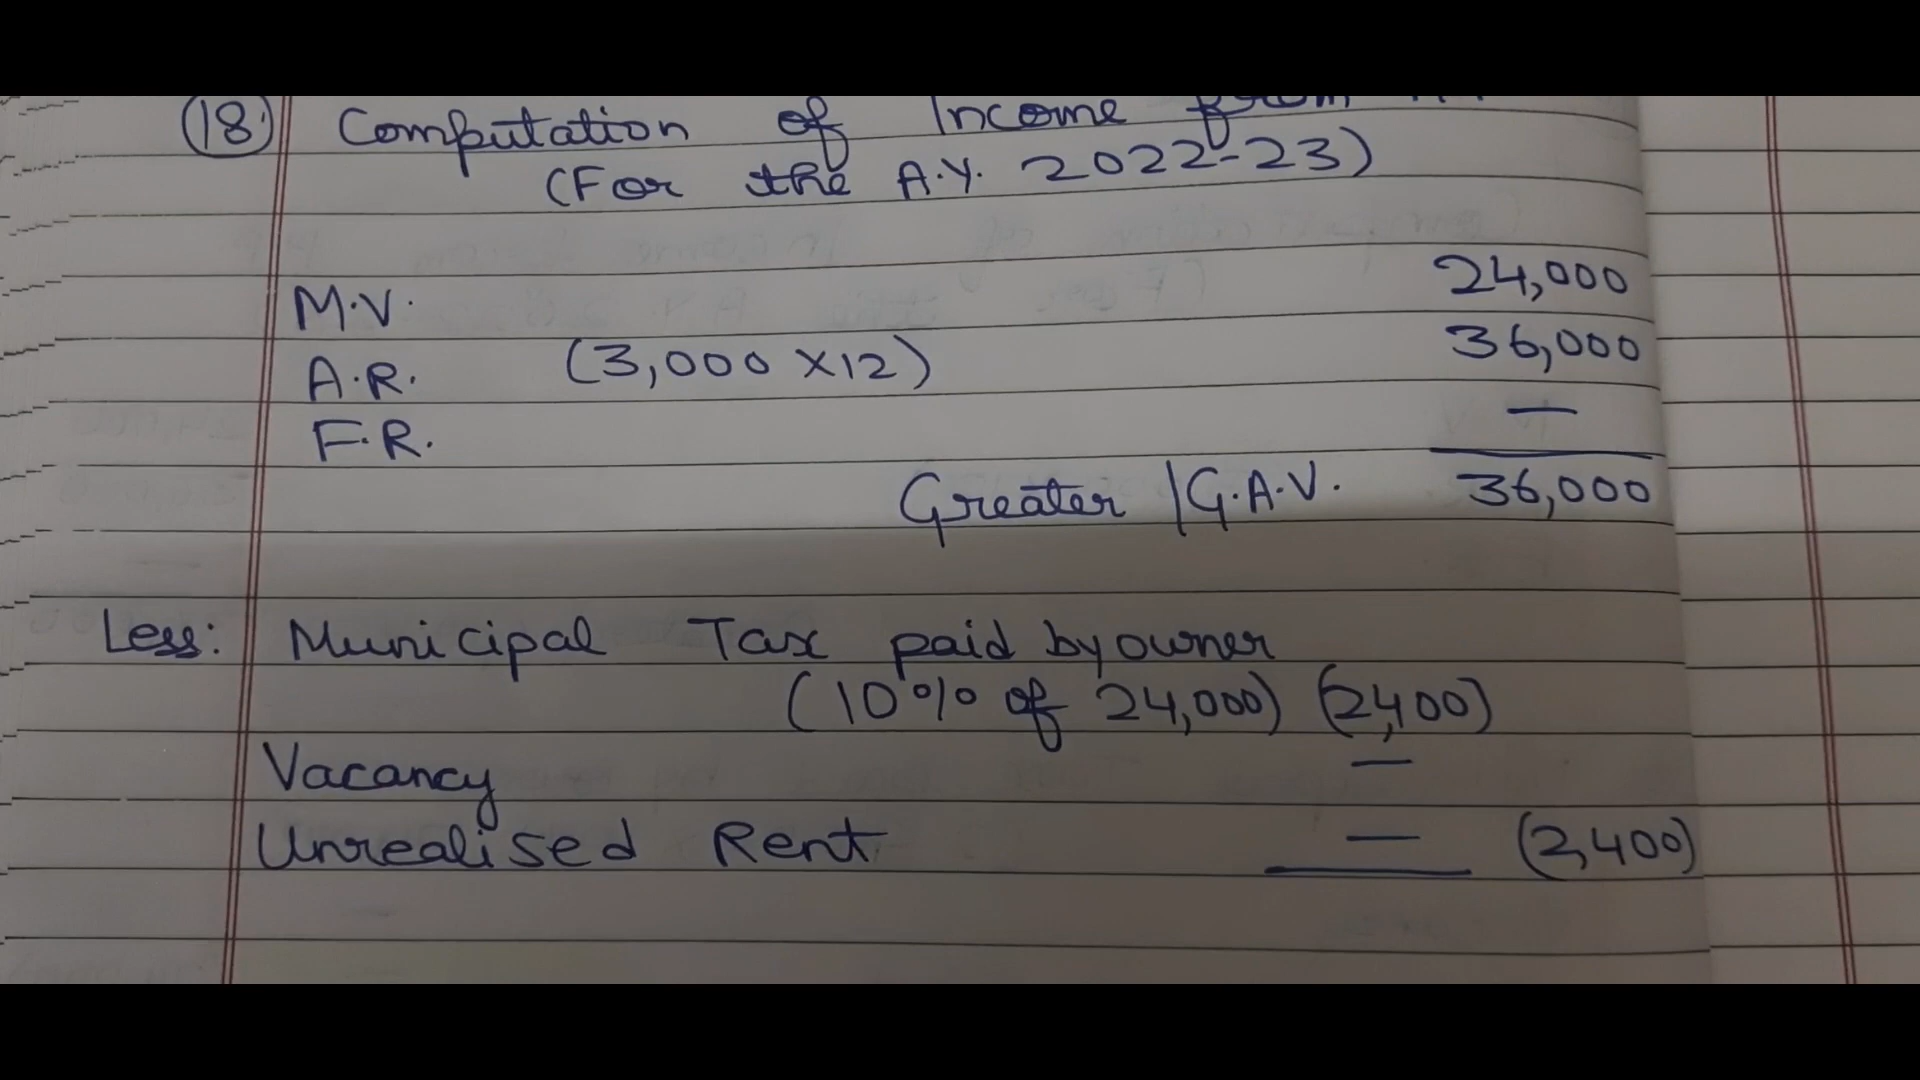 18. Computation of Income from
(For the A.Y. 2022-23)
M.V. 24,000
A.R. (3,000 x12) 36,000
F.R. —
Greater /G.A.V. 36,000
Less: Municipal Tax paid by owner
(10% of 24,000) (2,400)
Vacancy —
Unrealised Rent — (2,400)